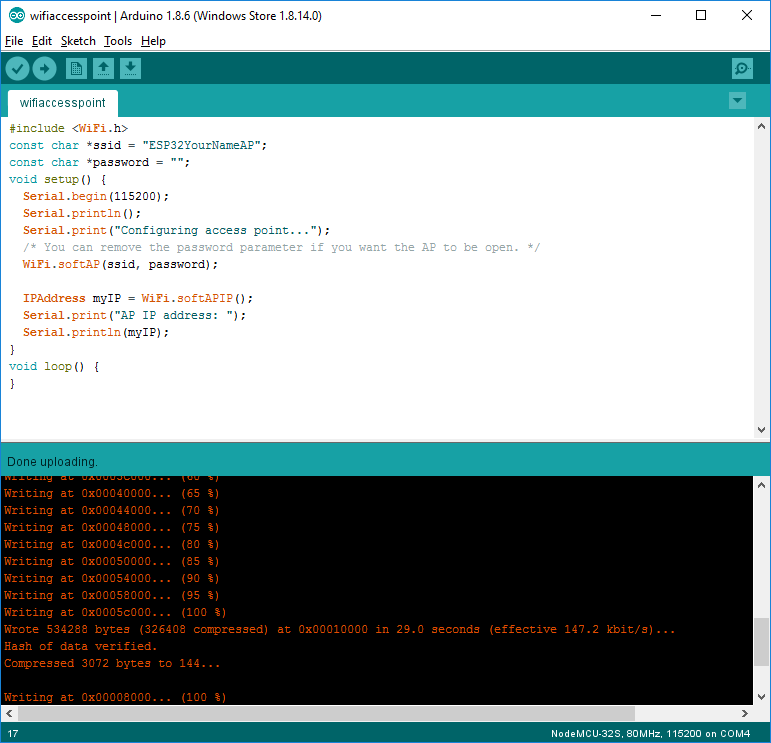 wifiaccesspoint | Arduino 1.8.6 (Windows Store 1.8.14.0)
File Edit Sketch Tools Help
wifiaccesspoint
#include <WiFi.h>
const char *ssid = "ESP32YourNameAP";
const char *password = "";
void setup() {
  Serial.begin(115200);
  Serial.println();
  Serial.print("Configuring access point...");
  /* You can remove the password parameter if you want the AP to be open. */
  WiFi.softAP(ssid, password);
  IPAddress myIP = WiFi.softAPIP();
  Serial.print("AP IP address: ");
  Serial.println(myIP);
}
void loop() {
}
Done uploading.
Writing at 0x0003c000... (60 %)
Writing at 0x00040000... (65 %)
Writing at 0x00044000... (70 %)
Writing at 0x00048000... (75 %)
Writing at 0x0004c000... (80 %)
Writing at 0x00050000... (85 %)
Writing at 0x00054000... (90 %)
Writing at 0x00058000... (95 %)
Writing at 0x0005c000... (100 %)
Wrote 534288 bytes (326408 compressed) at 0x00010000 in 29.0 seconds (effective 147.2 kbit/s)...
Hash of data verified.
Compressed 3072 bytes to 144...
Writing at 0x00008000... (100 %)
17
NodeMCU-32S, 80MHz, 115200 on COM4